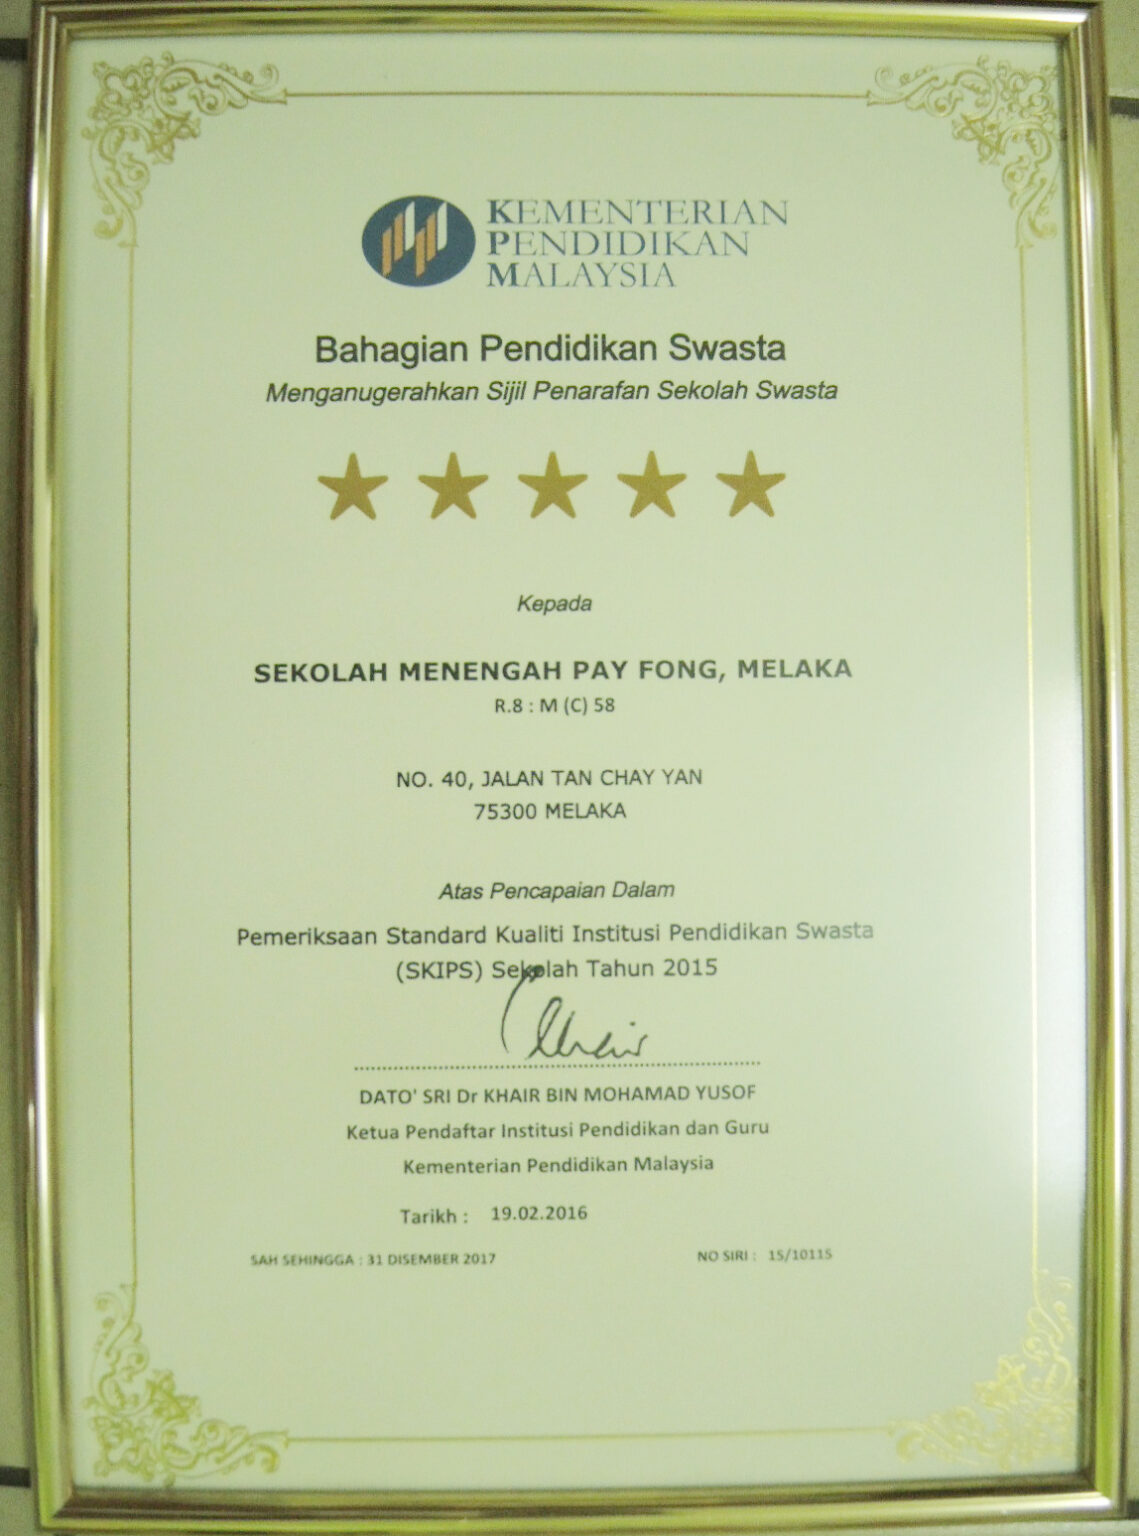 KEMENTERIAN
PENDIDIKAN
MALAYSIA
Bahagian Pendidikan Swasta
Menganugerahkan Sijil Penarafan Sekolah Swasta
Kepada
SEKOLAH MENENGAH PAY FONG, MELAKA
R.8 : M (C) 58
NO. 40, JALAN TAN CHAY YAN
75300 MELAKA
Atas Pencapaian Dalam
Pemeriksaan Standard Kualiti Institusi Pendidikan Swasta
(SKIPS) Sekolah Tahun 2015
DATO' SRI Dr KHAIR BIN MOHAMAD YUSOF
Ketua Pendaftar Institusi Pendidikan dan Guru
Kementerian Pendidikan Malaysia
Tarikh : 19.02.2016
SAH SEHINGGA : 31 DISEMBER 2017 NO SIRI : 15/10115